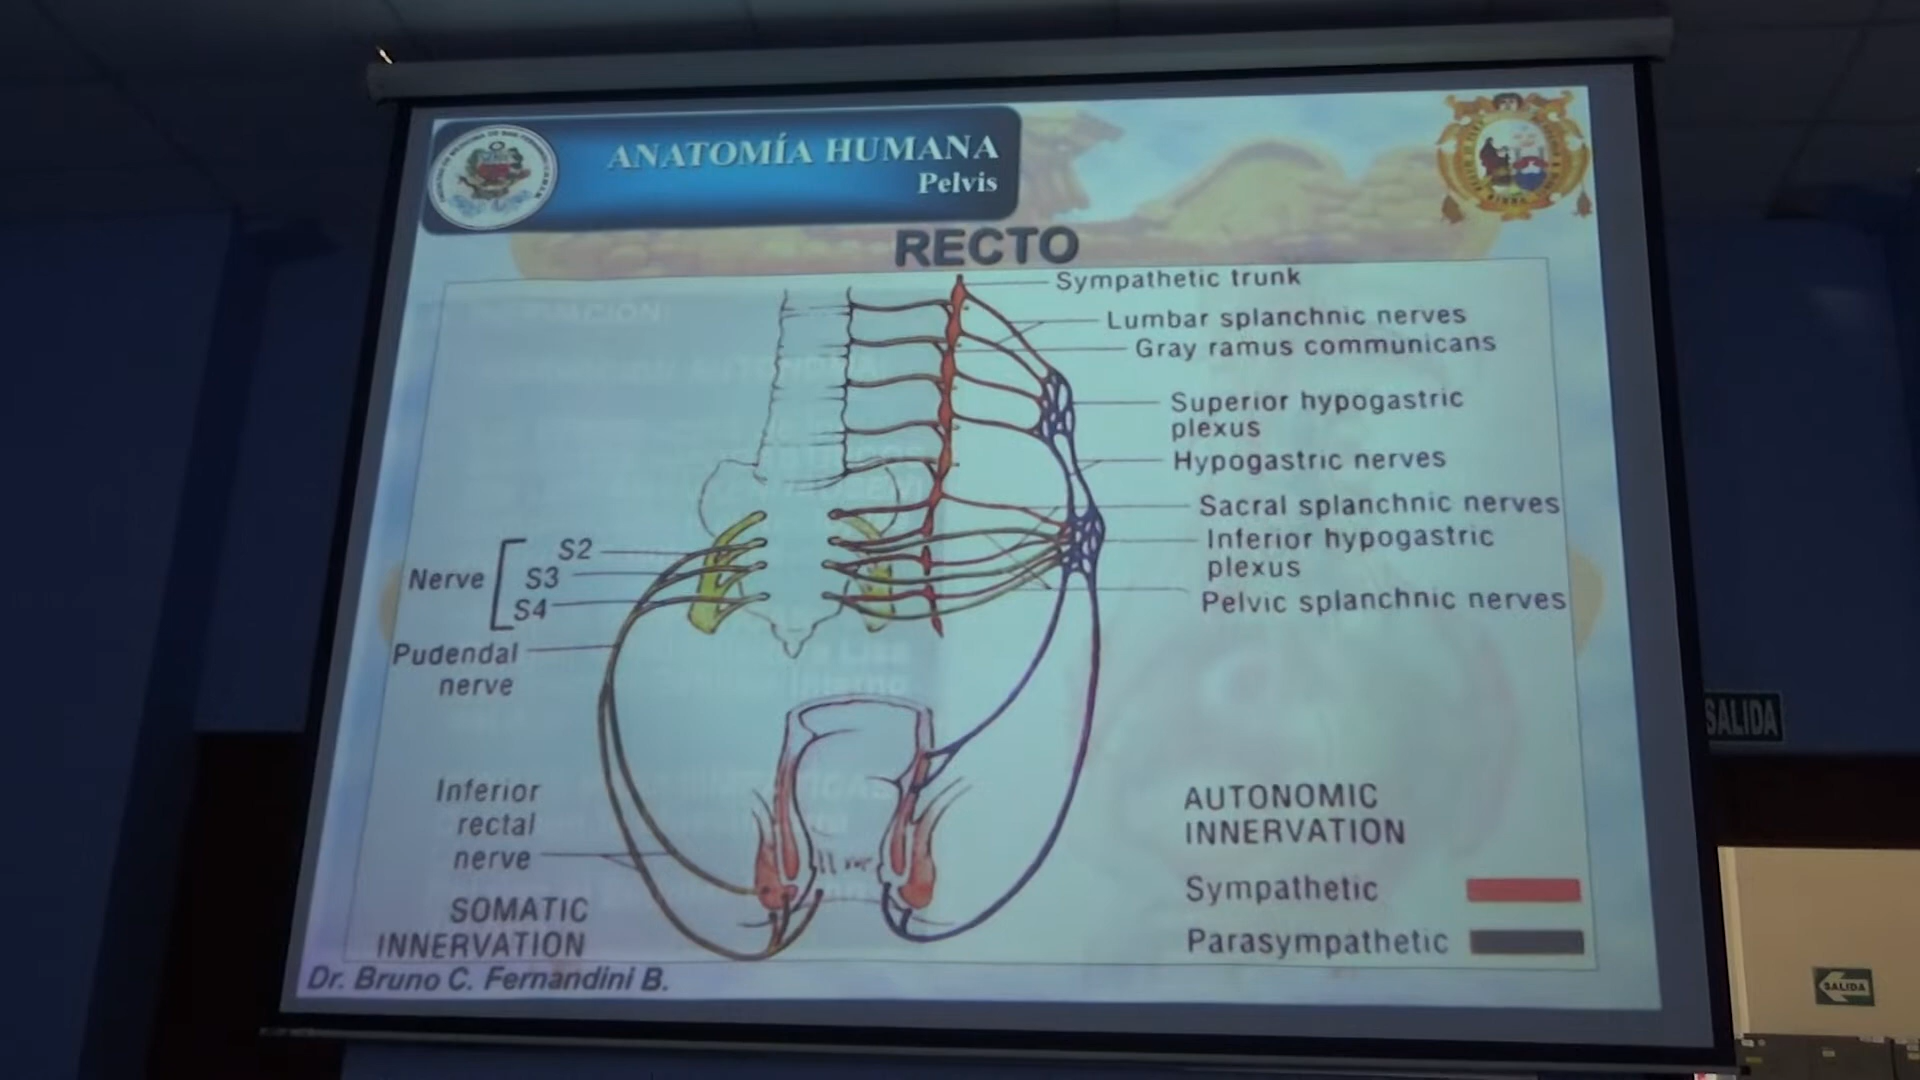 ANATOMÍA HUMANA
Pelvis
RECTO
Sympathetic trunk
Lumbar splanchnic nerves
Gray ramus communicans
Superior hypogastric
plexus
Hypogastric nerves
Sacral splanchnic nerves
Inferior hypogastric
plexus
Pelvic splanchnic nerves
Nerve
S2
S3
S4
Pudendal
nerve
Inferior
rectal
nerve
SOMATIC
INNERVATION
AUTONOMIC
INNERVATION
Sympathetic
Parasympathetic
Dr. Bruno C. Fernandini B.
SALIDA
SALIDA